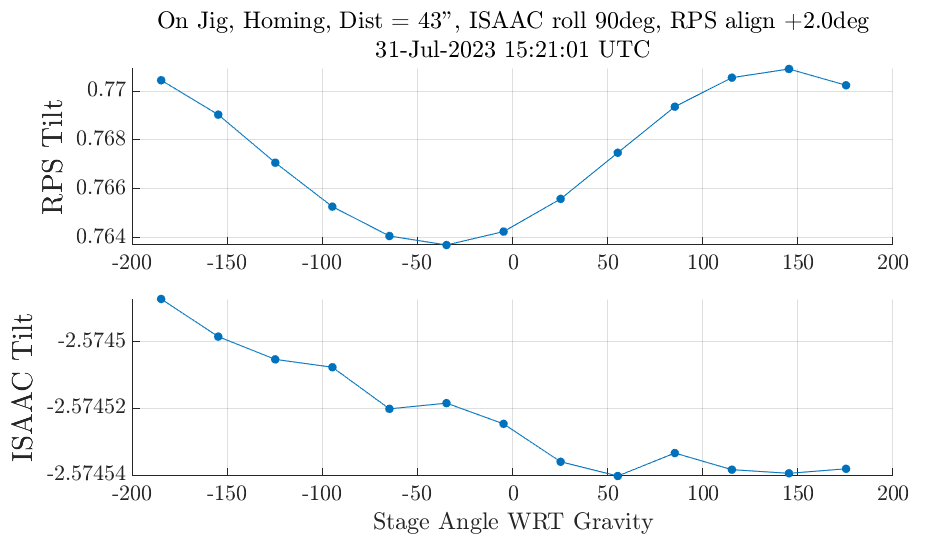 On Jig, Homing, Dist = 43", ISAAC roll 90deg, RPS align +2.0deg
31-Jul-2023 15:21:01 UTC
RPS Tilt
0.77
0.768
0.766
0.764
-200 -150 -100 -50 0 50 100 150 200
ISAAC Tilt
-2.5745
-2.57452
-2.57454
-200 -150 -100 -50 0 50 100 150 200
Stage Angle WRT Gravity